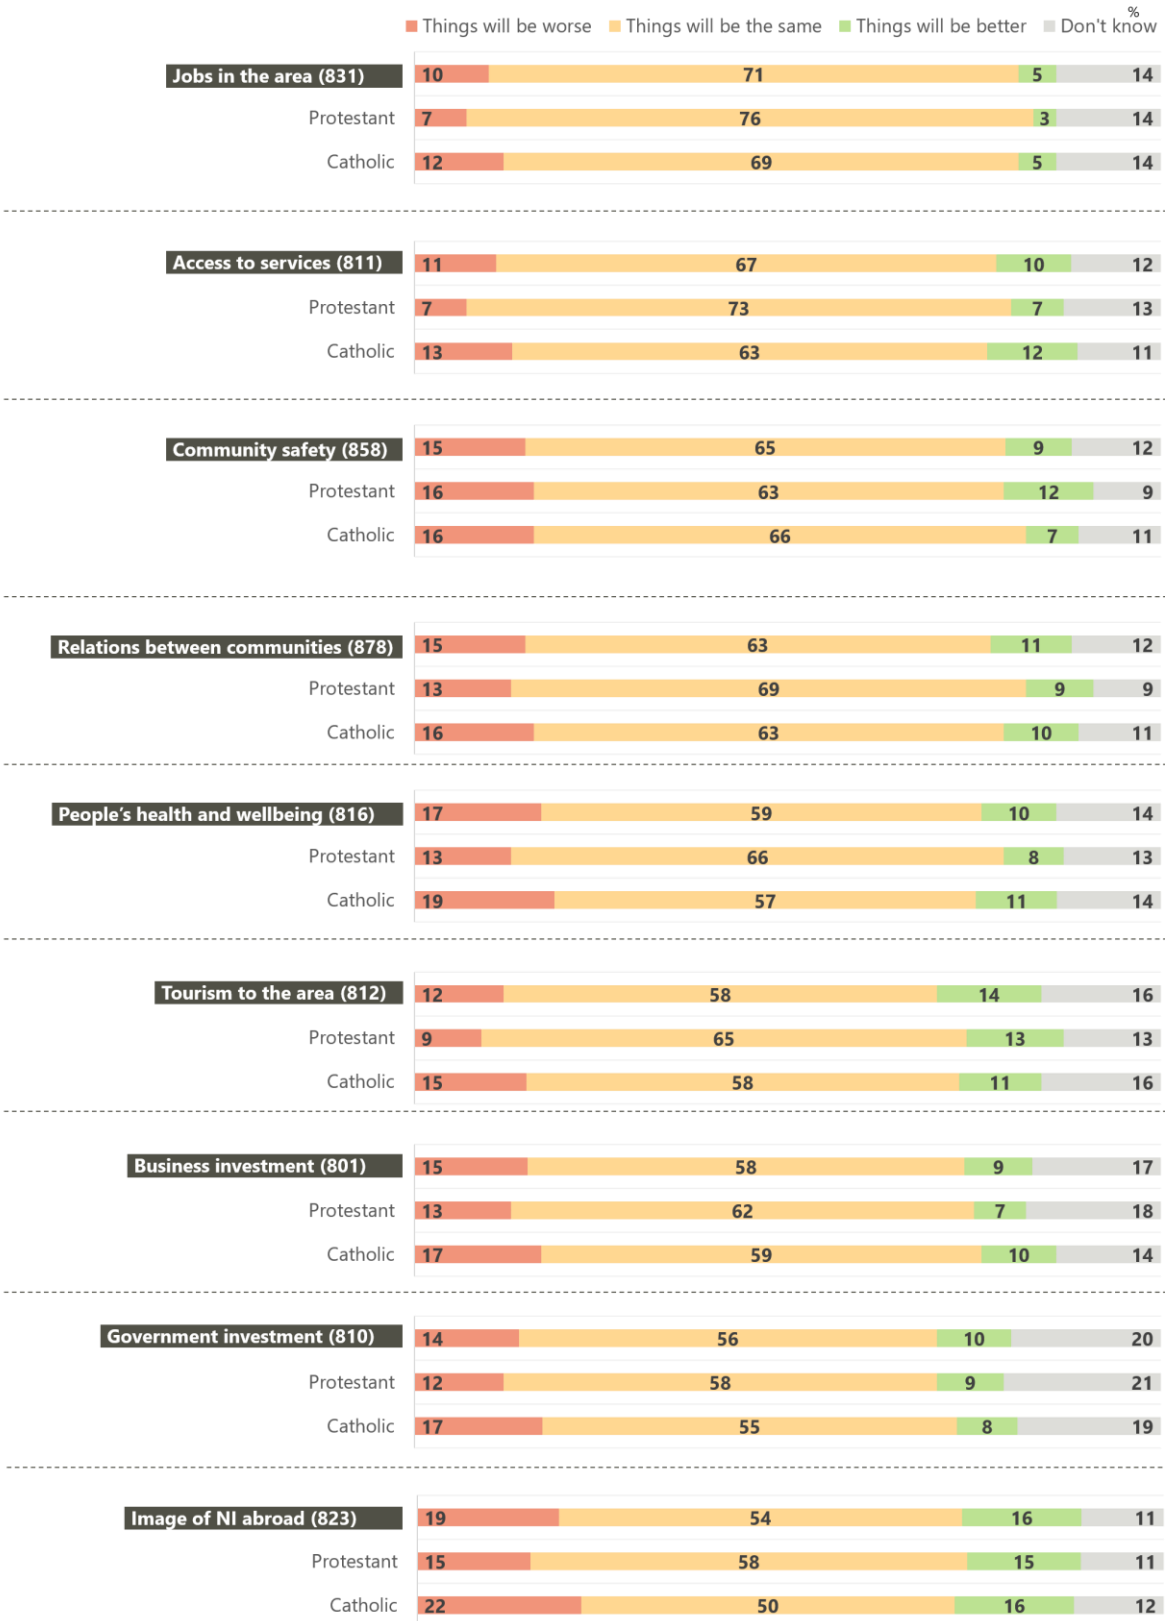 %
Things will be worse Things will be the same Things will be better Don't know
Jobs in the area (831) 10 71 5 14
Protestant 7 76 3 14
Catholic 12 69 5 14
Access to services (811) 11 67 10 12
Protestant 7 73 7 13
Catholic 13 63 12 11
Community safety (858) 15 65 9 12
Protestant 16 63 12 9
Catholic 16 66 7 11
Relations between communities (878) 15 63 11 12
Protestant 13 69 9 9
Catholic 16 63 10 11
People’s health and wellbeing (816) 17 59 10 14
Protestant 13 66 8 13
Catholic 19 57 11 14
Tourism to the area (812) 12 58 14 16
Protestant 9 65 13 13
Catholic 15 58 11 16
Business investment (801) 15 58 9 17
Protestant 13 62 7 18
Catholic 17 59 10 14
Government investment (810) 14 56 10 20
Protestant 12 58 9 21
Catholic 17 55 8 19
Image of NI abroad (823) 19 54 16 11
Protestant 15 58 15 11
Catholic 22 50 16 12